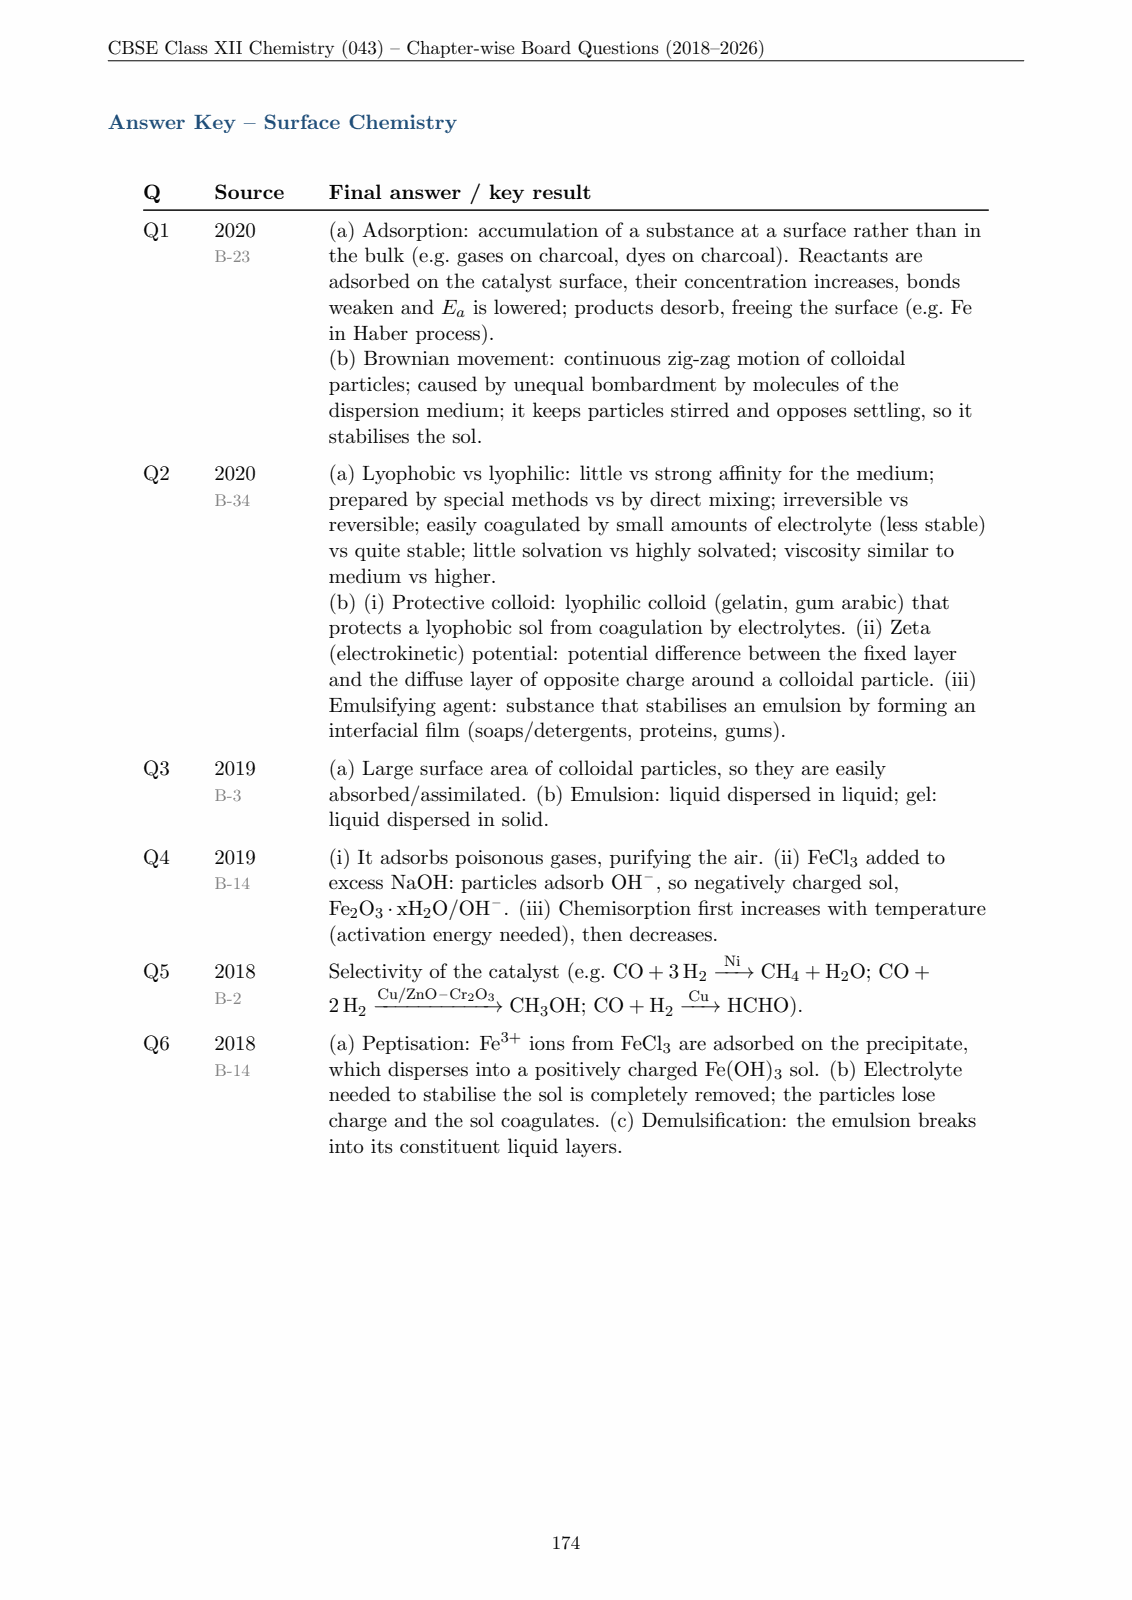 CBSE Class XII Chemistry (043) – Chapter-wise Board Questions (2018–2026)
Answer Key – Surface Chemistry
Q Source Final answer / key result
Q1 2020 (a) Adsorption: accumulation of a substance at a surface rather than in
B-23 the bulk (e.g. gases on charcoal, dyes on charcoal). Reactants are
adsorbed on the catalyst surface, their concentration increases, bonds
weaken and Eₐ is lowered; products desorb, freeing the surface (e.g. Fe
in Haber process).
(b) Brownian movement: continuous zig-zag motion of colloidal
particles; caused by unequal bombardment by molecules of the
dispersion medium; it keeps particles stirred and opposes settling, so it
stabilises the sol.
Q2 2020 (a) Lyophobic vs lyophilic: little vs strong affinity for the medium;
B-34 prepared by special methods vs by direct mixing; irreversible vs
reversible; easily coagulated by small amounts of electrolyte (less stable)
vs quite stable; little solvation vs highly solvated; viscosity similar to
medium vs higher.
(b) (i) Protective colloid: lyophilic colloid (gelatin, gum arabic) that
protects a lyophobic sol from coagulation by electrolytes. (ii) Zeta
(electrokinetic) potential: potential difference between the fixed layer
and the diffuse layer of opposite charge around a colloidal particle. (iii)
Emulsifying agent: substance that stabilises an emulsion by forming an
interfacial film (soaps/detergents, proteins, gums).
Q3 2019 (a) Large surface area of colloidal particles, so they are easily
B-3 absorbed/assimilated. (b) Emulsion: liquid dispersed in liquid; gel:
liquid dispersed in solid.
Q4 2019 (i) It adsorbs poisonous gases, purifying the air. (ii) FeCl₃ added to
B-14 excess NaOH: particles adsorb OH⁻, so negatively charged sol,
Fe₂O₃ · xH₂O/OH⁻. (iii) Chemisorption first increases with temperature
(activation energy needed), then decreases.
Q5 2018 Selectivity of the catalyst (e.g. CO + 3 H₂ —Ni→ CH₄ + H₂O; CO +
B-2 2 H₂ —Cu/ZnO–Cr₂O₃→ CH₃OH; CO + H₂ —Cu→ HCHO).
Q6 2018 (a) Peptisation: Fe³⁺ ions from FeCl₃ are adsorbed on the precipitate,
B-14 which disperses into a positively charged Fe(OH)₃ sol. (b) Electrolyte
needed to stabilise the sol is completely removed; the particles lose
charge and the sol coagulates. (c) Demulsification: the emulsion breaks
into its constituent liquid layers.
174